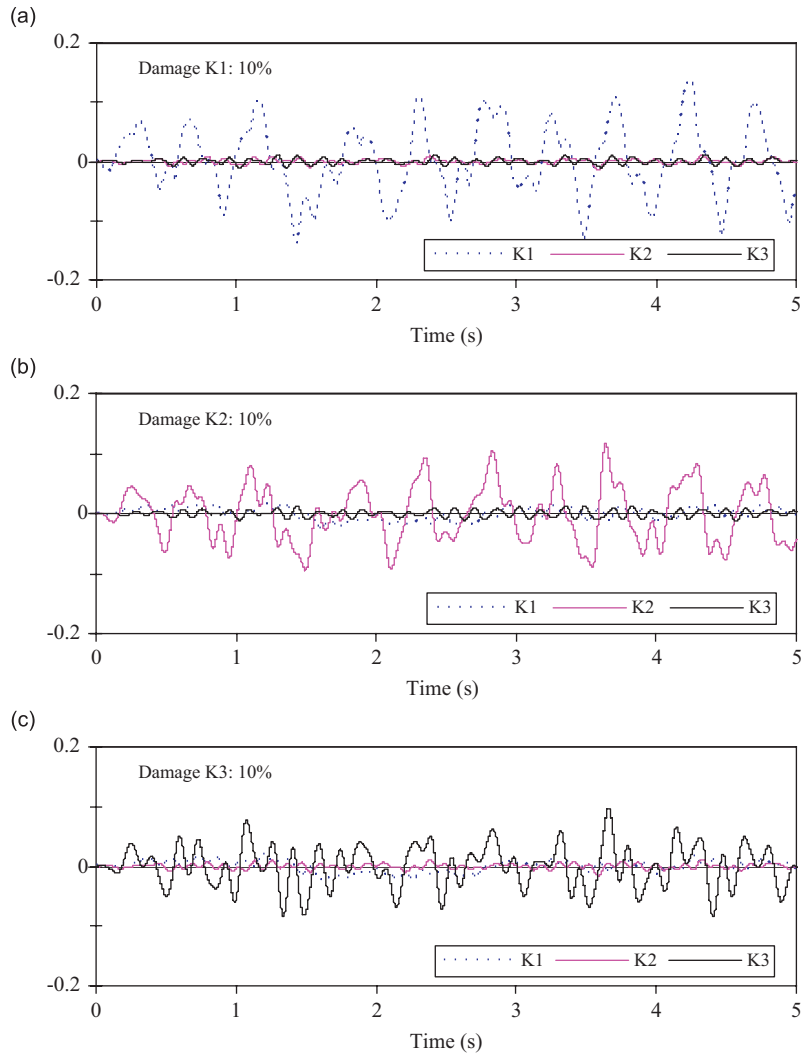 (a)
0.2
Damage K1: 10%
0
K1 K2 K3
-0.2
0 1 2 3 4 5
Time (s)
(b)
0.2
Damage K2: 10%
0
K1 K2 K3
-0.2
0 1 2 3 4 5
Time (s)
(c)
0.2
Damage K3: 10%
0
K1 K2 K3
-0.2
0 1 2 3 4 5
Time (s)